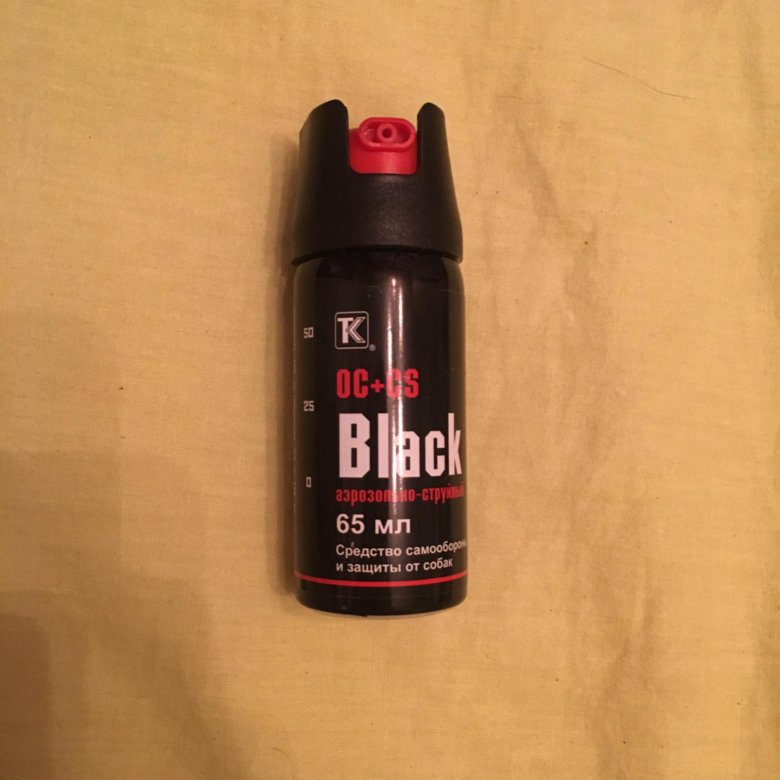 50
25
0
TK
®
OC+CS
Black
аэрозольно-струйный
65 мл
Средство самообороны
и защиты от собак